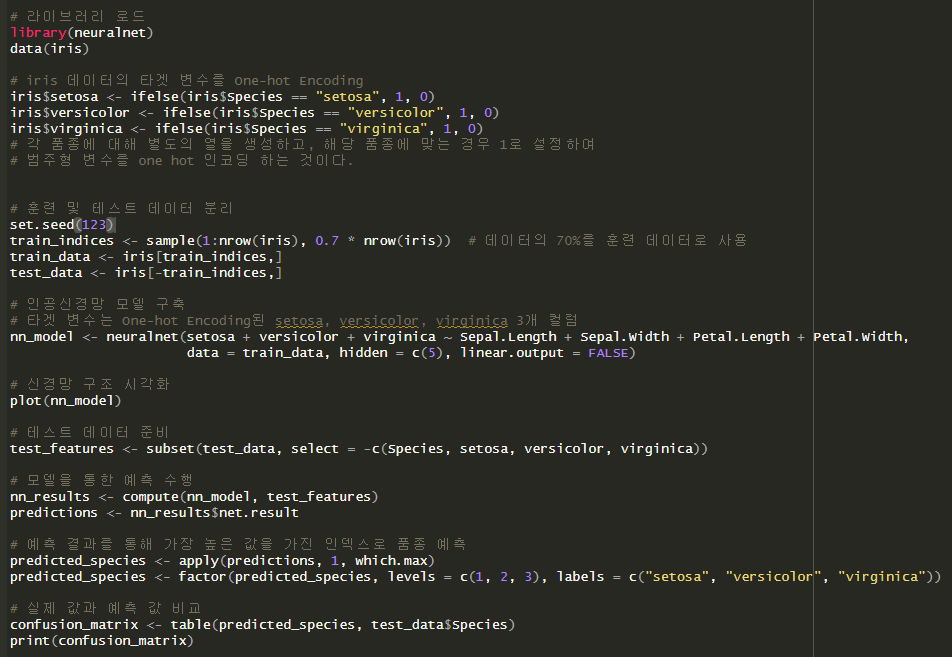 # 라이브러리 로드
library(neuralnet)
data(iris)
# iris 데이터의 타겟 변수를 One-hot Encoding
iris$setosa <- ifelse(iris$Species == "setosa", 1, 0)
iris$versicolor <- ifelse(iris$Species == "versicolor", 1, 0)
iris$virginica <- ifelse(iris$Species == "virginica", 1, 0)
# 각 품종에 대해 별도의 열을 생성하고, 해당 품종에 맞는 경우 1로 설정하여
# 범주형 변수를 one hot 인코딩 하는 것이다.
# 훈련 및 테스트 데이터 분리
set.seed(123)
train_indices <- sample(1:nrow(iris), 0.7 * nrow(iris))  # 데이터의 70%를 훈련 데이터로 사용
train_data <- iris[train_indices,]
test_data <- iris[-train_indices,]
# 인공신경망 모델 구축
# 타겟 변수는 One-hot Encoding된 setosa, versicolor, virginica 3개 컬럼
nn_model <- neuralnet(setosa + versicolor + virginica ~ Sepal.Length + Sepal.Width + Petal.Length + Petal.Width,
data = train_data, hidden = c(5), linear.output = FALSE)
# 신경망 구조 시각화
plot(nn_model)
# 테스트 데이터 준비
test_features <- subset(test_data, select = -c(Species, setosa, versicolor, virginica))
# 모델을 통한 예측 수행
nn_results <- compute(nn_model, test_features)
predictions <- nn_results$net.result
# 예측 결과를 통해 가장 높은 값을 가진 인덱스로 품종 예측
predicted_species <- apply(predictions, 1, which.max)
predicted_species <- factor(predicted_species, levels = c(1, 2, 3), labels = c("setosa", "versicolor", "virginica"))
# 실제 값과 예측 값 비교
confusion_matrix <- table(predicted_species, test_data$Species)
print(confusion_matrix)